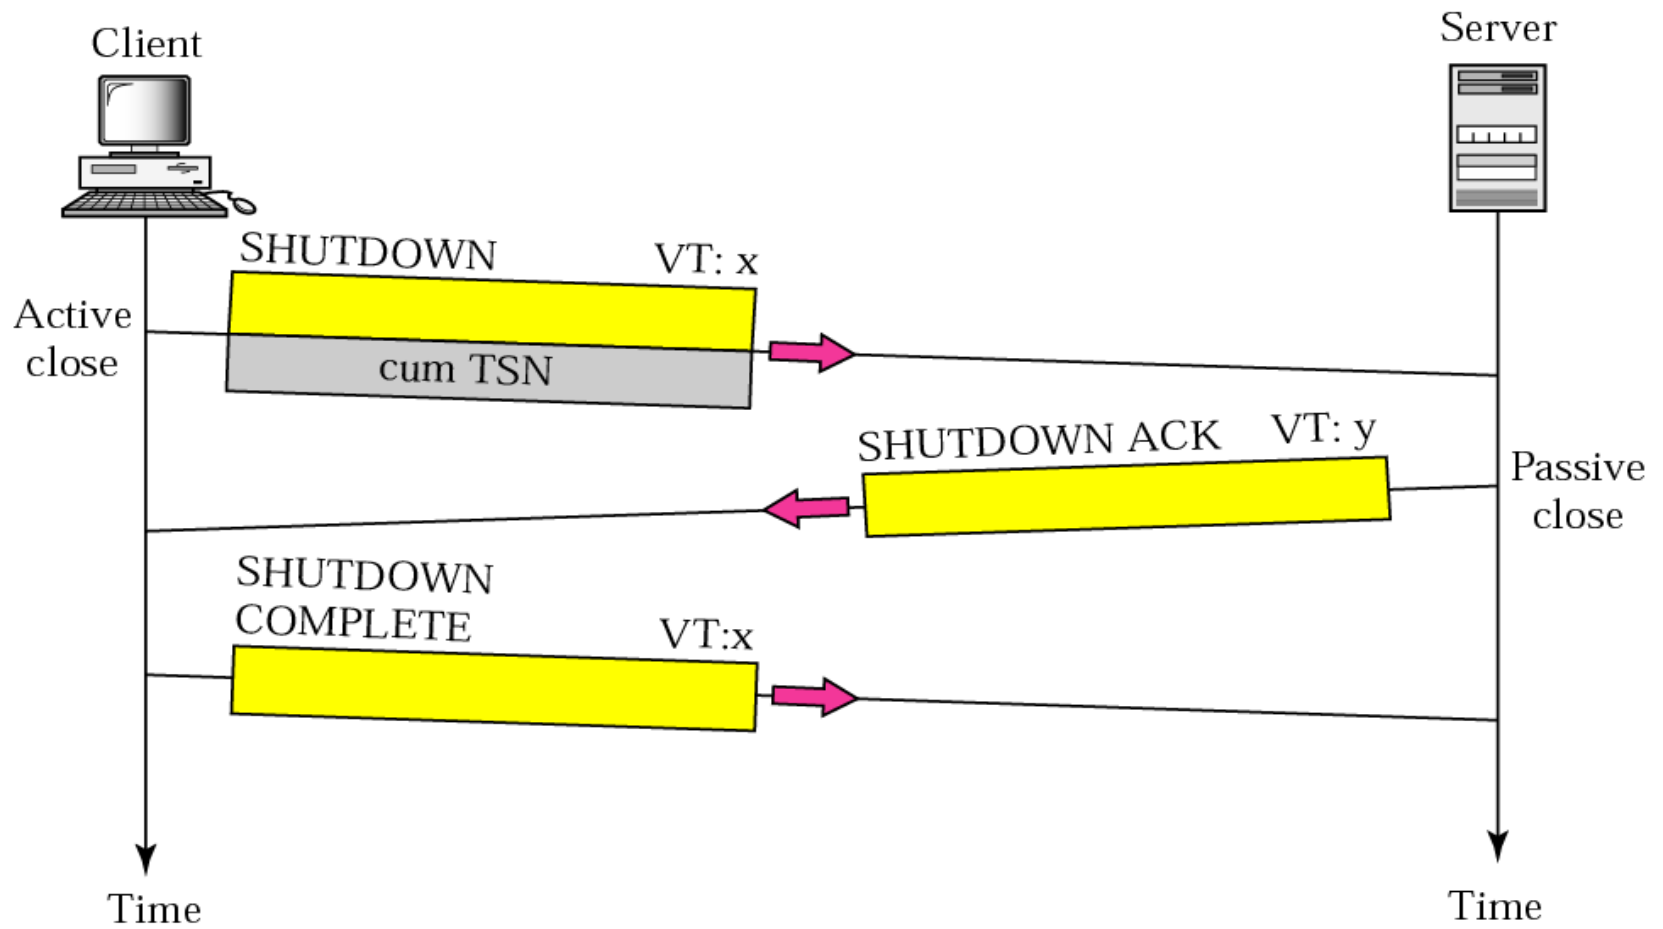 Client
Server
SHUTDOWN VT: x
Active
close
cum TSN
SHUTDOWN ACK VT: y
Passive
close
SHUTDOWN
COMPLETE VT:x
Time
Time